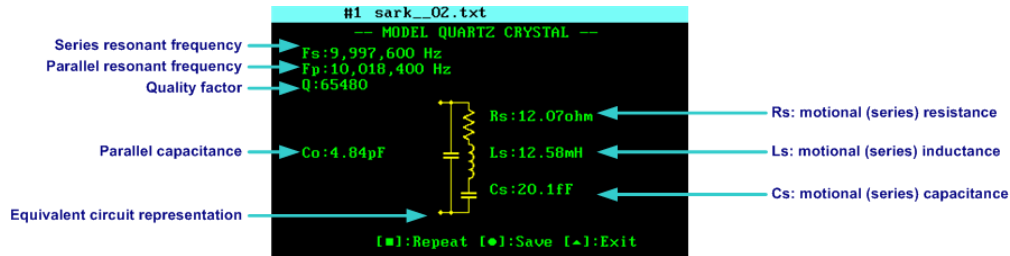 #1 sark__02.txt
-- MODEL QUARTZ CRYSTAL --
Series resonant frequency
Fs:9,997,600 Hz
Parallel resonant frequency
Fp:10,018,400 Hz
Quality factor
Q:65480
Rs:12.07ohm
Rs: motional (series) resistance
Parallel capacitance
Co:4.84pF
Ls:12.58mH
Ls: motional (series) inductance
Cs:20.1fF
Cs: motional (series) capacitance
Equivalent circuit representation
[■]:Repeat [●]:Save [▲]:Exit